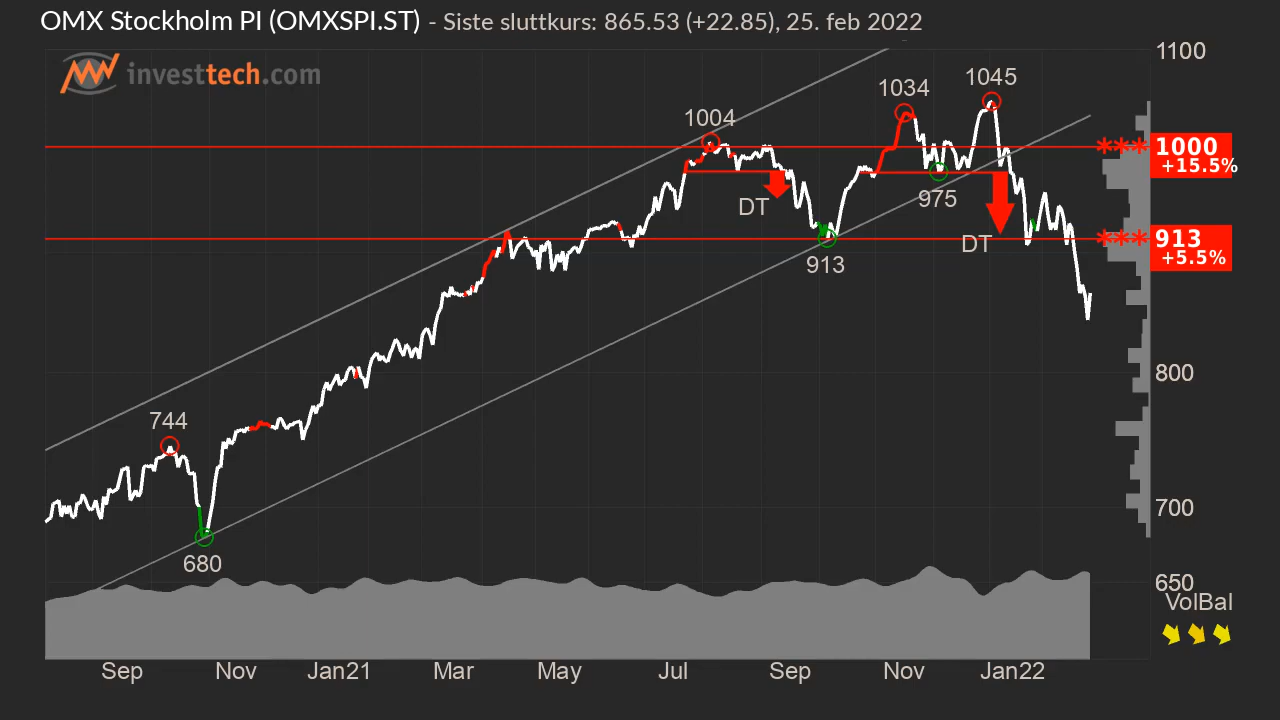 OMX Stockholm PI (OMXSPI.ST) - Siste sluttkurs: 865.53 (+22.85), 25. feb 2022
investtech.com
1100
1045
1034
1004
*** 1000
+15.5%
975
DT
DT
*** 913
+5.5%
913
800
744
700
680
650
VolBal
Sep Nov Jan21 Mar May Jul Sep Nov Jan22